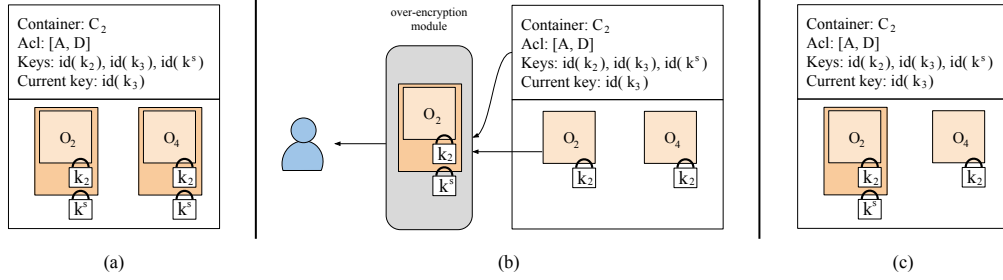 Container: C₂
Acl: [A, D]
Keys: id( k₂), id( k₃), id( kˢ)
Current key: id( k₃)
O₂
O₄
k₂
k₂
kˢ
kˢ
(a)
over-encryption
module
O₂
k₂
kˢ
Container: C₂
Acl: [A, D]
Keys: id( k₂), id( k₃), id( kˢ)
Current key: id( k₃)
O₂
O₄
k₂
k₂
(b)
Container: C₂
Acl: [A, D]
Keys: id( k₂), id( k₃), id( kˢ)
Current key: id( k₃)
O₂
O₄
k₂
k₂
kˢ
(c)